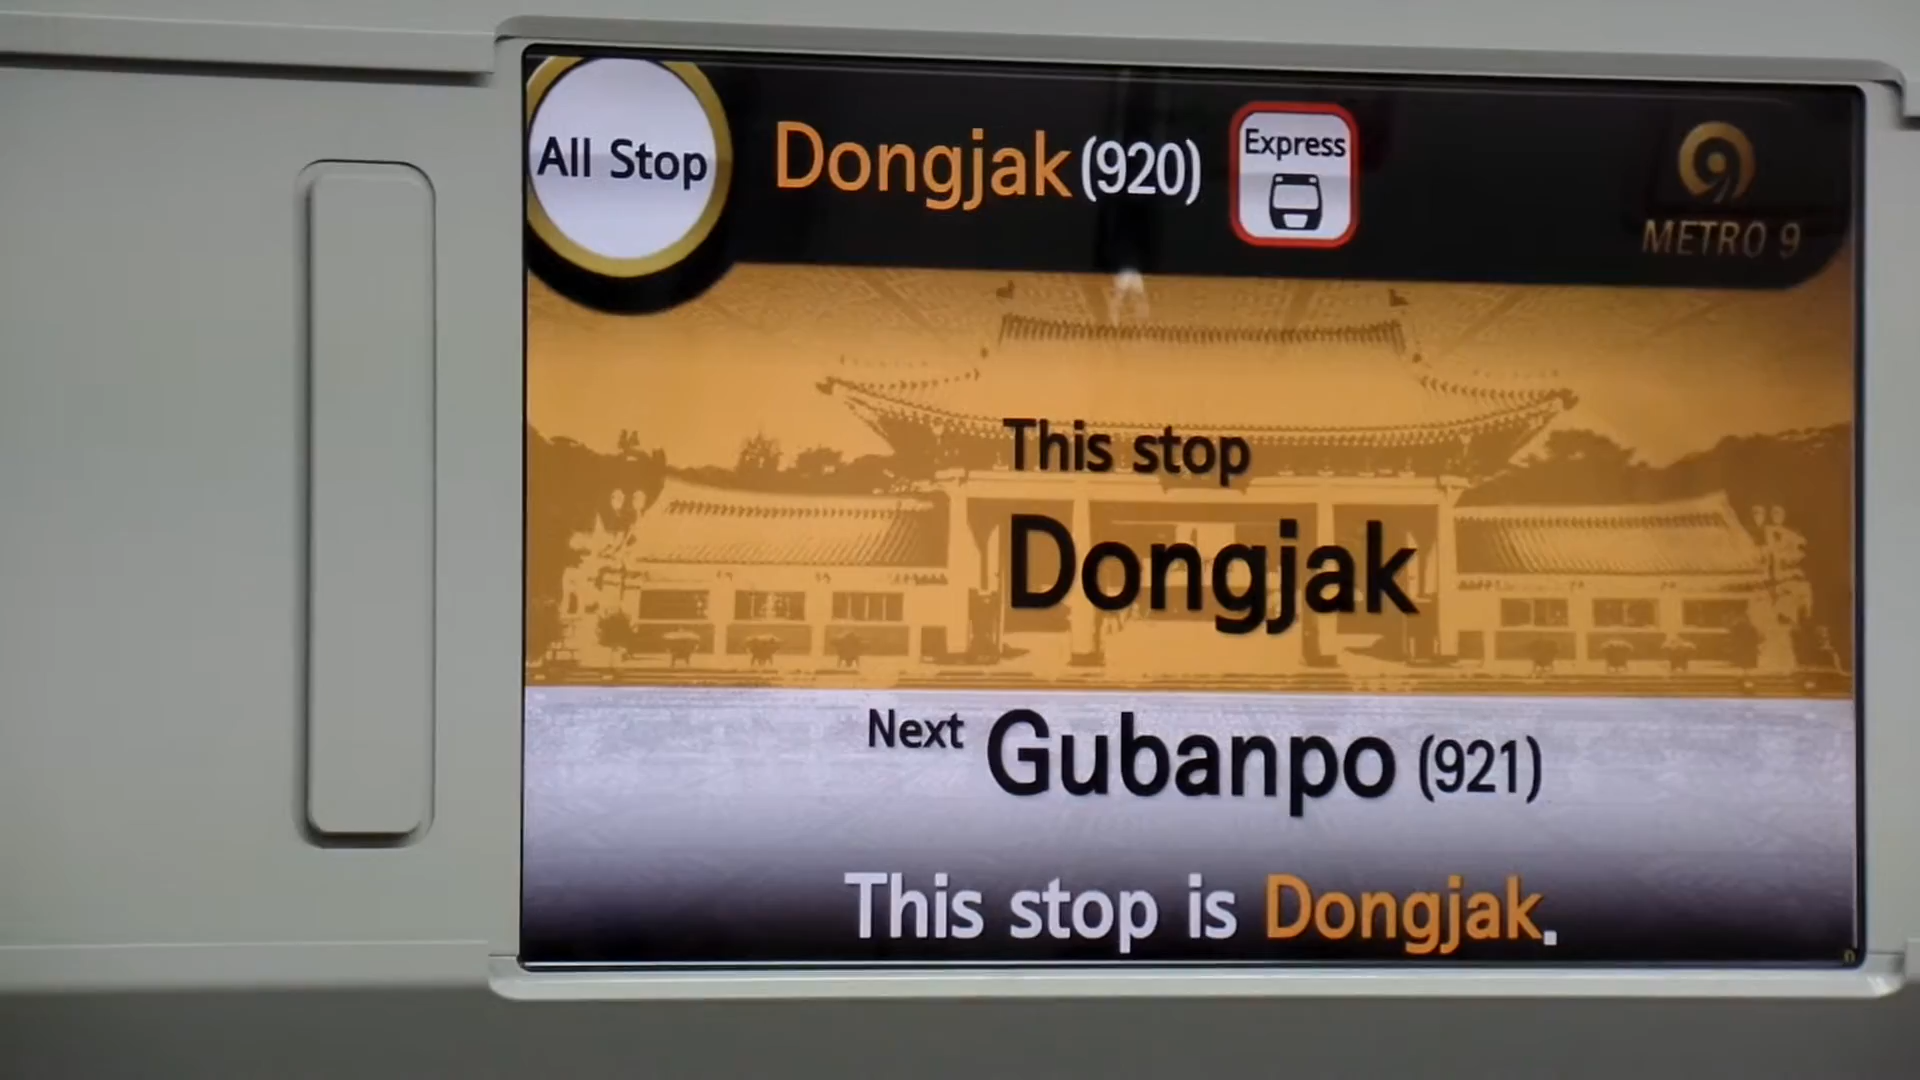 All Stop
Dongjak (920)
Express
METRO 9
This stop
Dongjak
Next Gubanpo (921)
This stop is Dongjak.